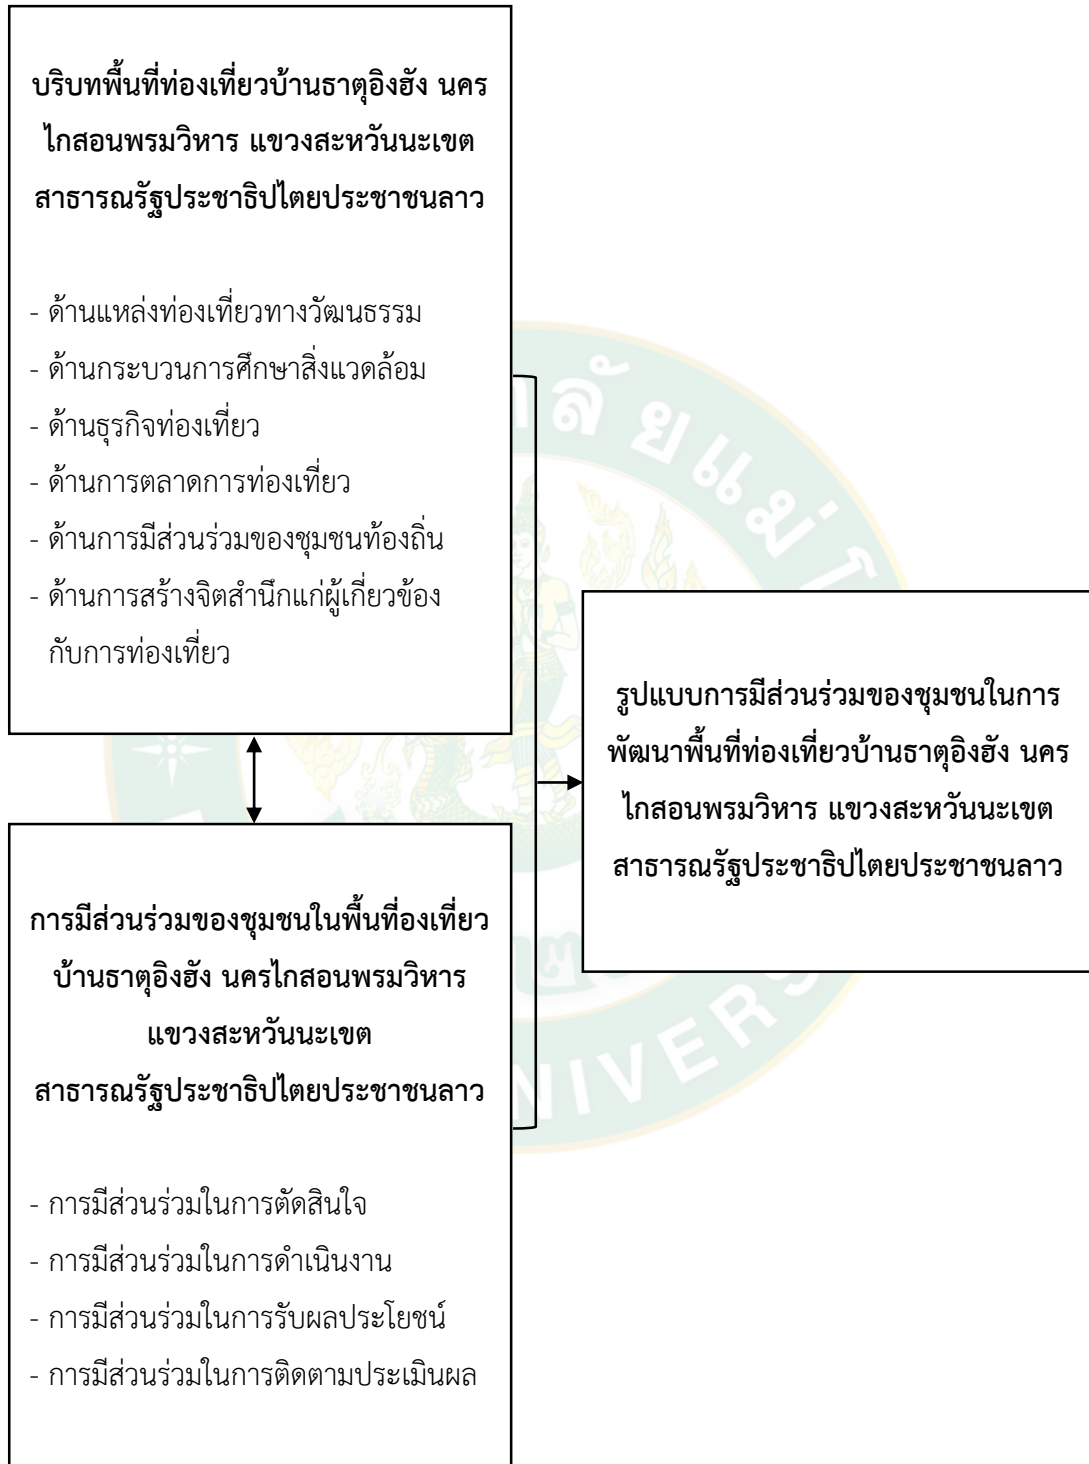 บริบทพื้นที่ท่องเที่ยวบ้านธาตุอิงฮัง นคร
ไกสอนพรมวิหาร แขวงสะหวันนะเขต
สาธารณรัฐประชาธิปไตยประชาชนลาว
- ด้านแหล่งท่องเที่ยวทางวัฒนธรรม
- ด้านกระบวนการศึกษาสิ่งแวดล้อม
- ด้านธุรกิจท่องเที่ยว
- ด้านการตลาดการท่องเที่ยว
- ด้านการมีส่วนร่วมของชุมชนท้องถิ่น
- ด้านการสร้างจิตสำนึกแก่ผู้เกี่ยวข้อง
กับการท่องเที่ยว
การมีส่วนร่วมของชุมชนในพื้นที่องเที่ยว
บ้านธาตุอิงฮัง นครไกสอนพรมวิหาร
แขวงสะหวันนะเขต
สาธารณรัฐประชาธิปไตยประชาชนลาว
- การมีส่วนร่วมในการตัดสินใจ
- การมีส่วนร่วมในการดำเนินงาน
- การมีส่วนร่วมในการรับผลประโยชน์
- การมีส่วนร่วมในการติดตามประเมินผล
รูปแบบการมีส่วนร่วมของชุมชนในการ
พัฒนาพื้นที่ท่องเที่ยวบ้านธาตุอิงฮัง นคร
ไกสอนพรมวิหาร แขวงสะหวันนะเขต
สาธารณรัฐประชาธิปไตยประชาชนลาว